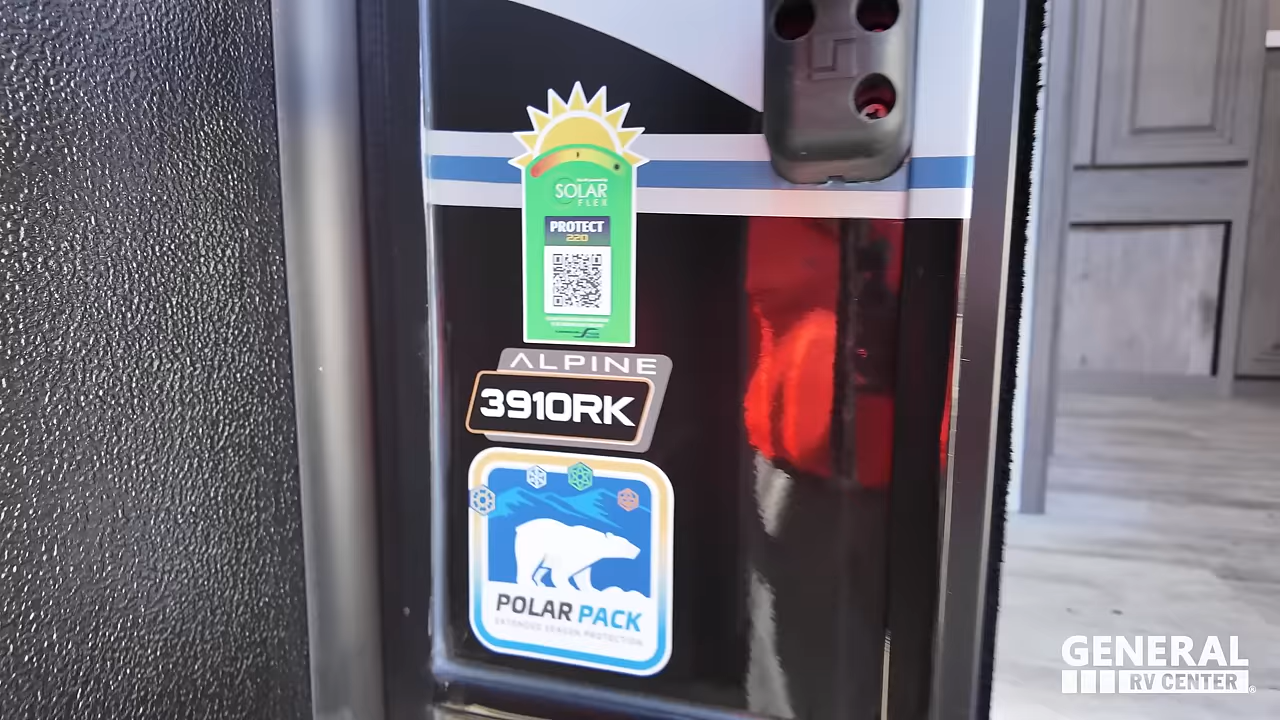 SOLAR
FLEX
PROTECT
220
ALPINE
3910RK
POLAR PACK
EXTENDED SEASON PROTECTION
GENERAL
RV CENTER